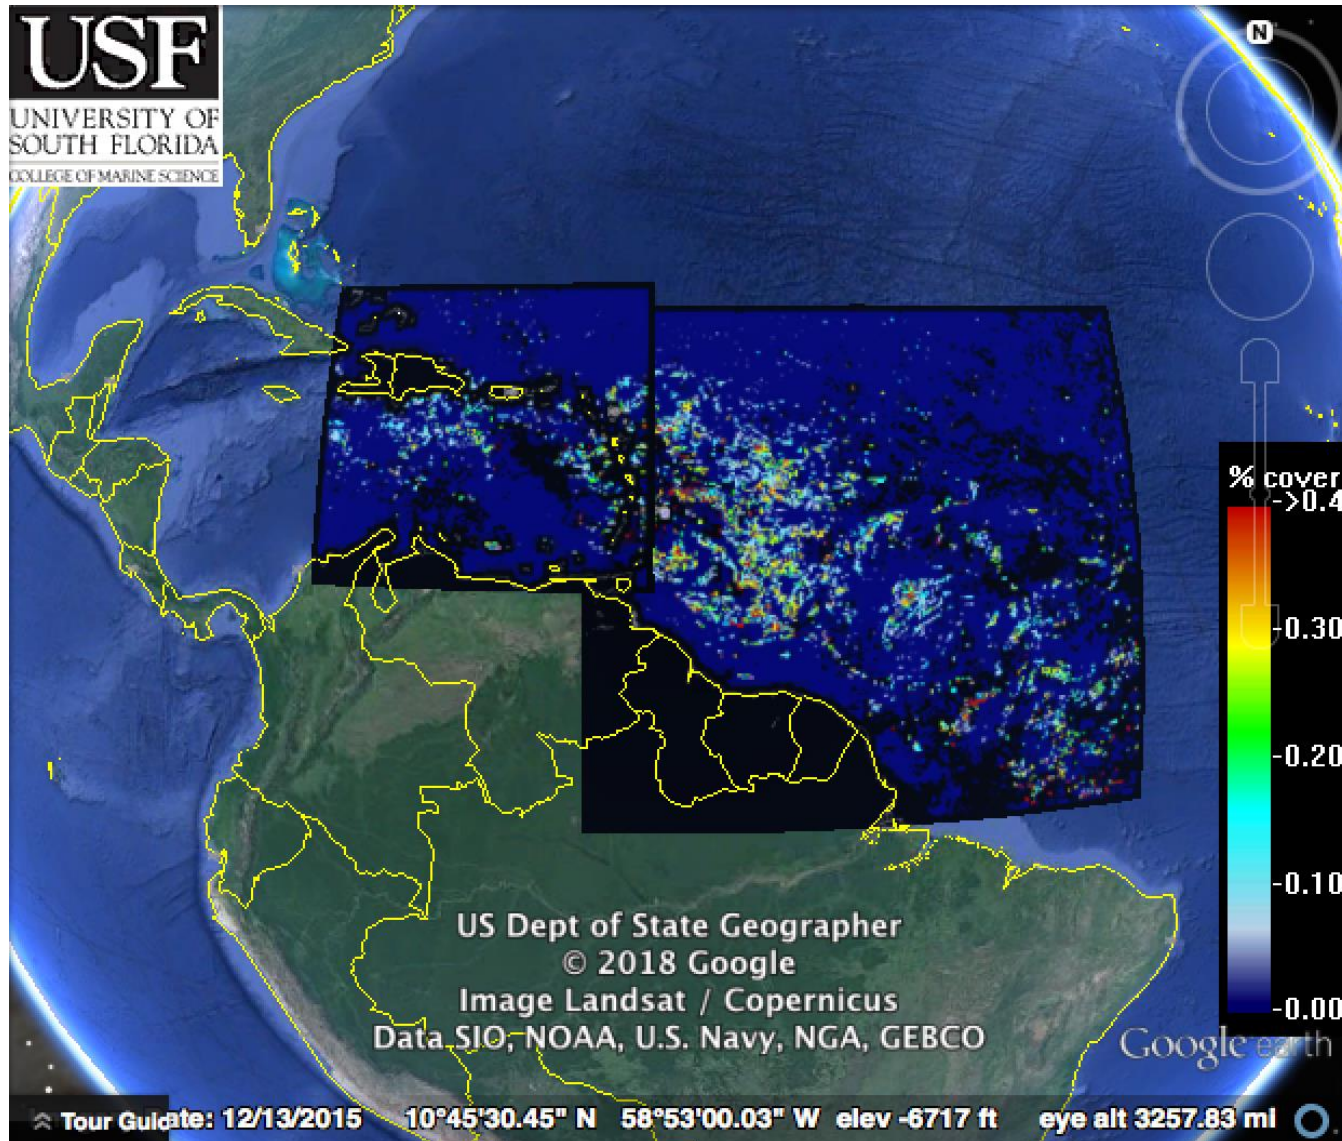 USF
UNIVERSITY OF
SOUTH FLORIDA
COLLEGE OF MARINE SCIENCE
N
% cover
->0.4
-0.30
-0.20
-0.10
-0.00
US Dept of State Geographer
© 2018 Google
Image Landsat / Copernicus
Data SIO, NOAA, U.S. Navy, NGA, GEBCO
Google earth
Tour Guid
ate: 12/13/2015 10°45'30.45" N 58°53'00.03" W elev -6717 ft eye alt 3257.83 mi